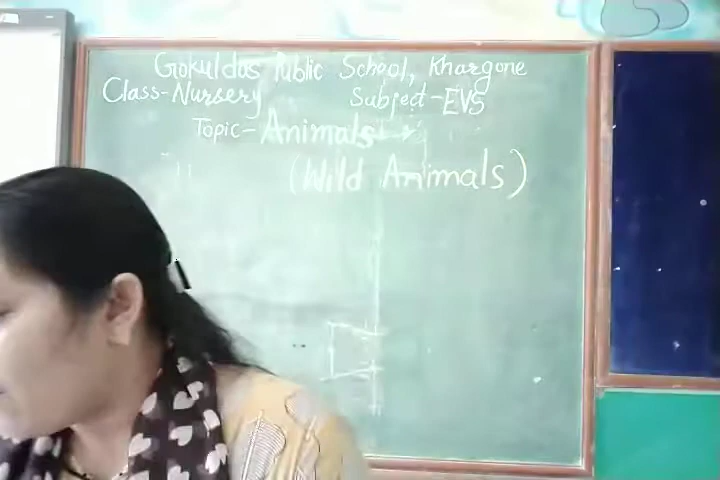 Gokuldas Public School, Khargone
Class-Nursery Subject-EVS
Topic-Animals
(Wild Animals)